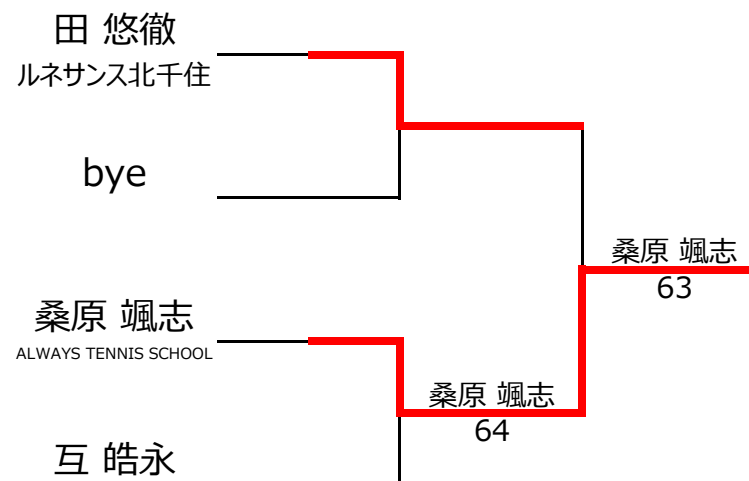 田 悠徹
ルネサンス北千住
bye
桑原 颯志
63
桑原 颯志
ALWAYS TENNIS SCHOOL
桑原 颯志
64
互 皓永